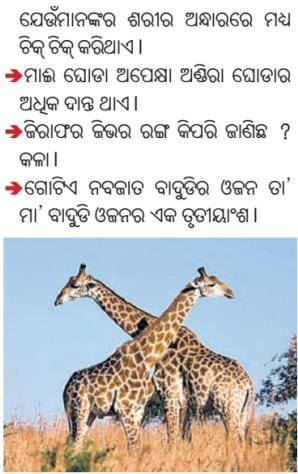 ଯେଉଁମାନଙ୍କର ଶରୀର ଅନ୍ଧାରରେ ମଧ୍ୟ
ଚିକ୍ ଚିକ୍ କରିଥାଏ ।
➔ମାଈ ଘୋଡା ଅପେକ୍ଷା ଅଣ୍ଡିରା ଘୋଡାର
ଅଧିକ ଦାନ୍ତ ଥାଏ ।
➔ଜିରାଫର ଜିଭର ରଙ୍ଗ କିପରି ଜାଣିଛ ?
କଳା ।
➔ଗୋଟିଏ ନବଜାତ ବାଦୁଡିର ଓଜନ ତା'
ମା' ବାଦୁଡି ଓଜନର ଏକ ତୃତୀୟାଂଶ ।